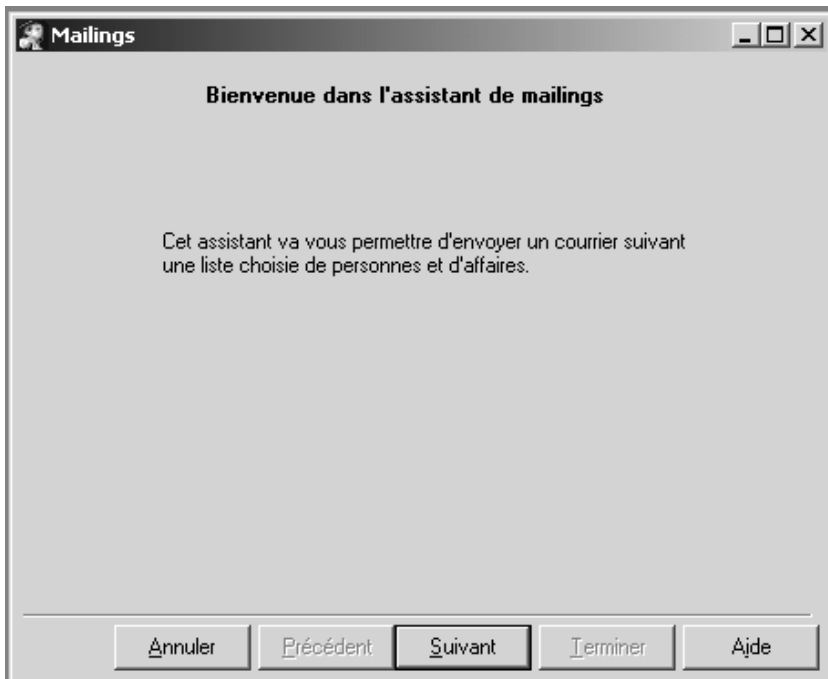 Mailings
Bienvenue dans l'assistant de mailings
Cet assistant va vous permettre d'envoyer un courrier suivant
une liste choisie de personnes et d'affaires.
Annuler Précédent Suivant Terminer Aide